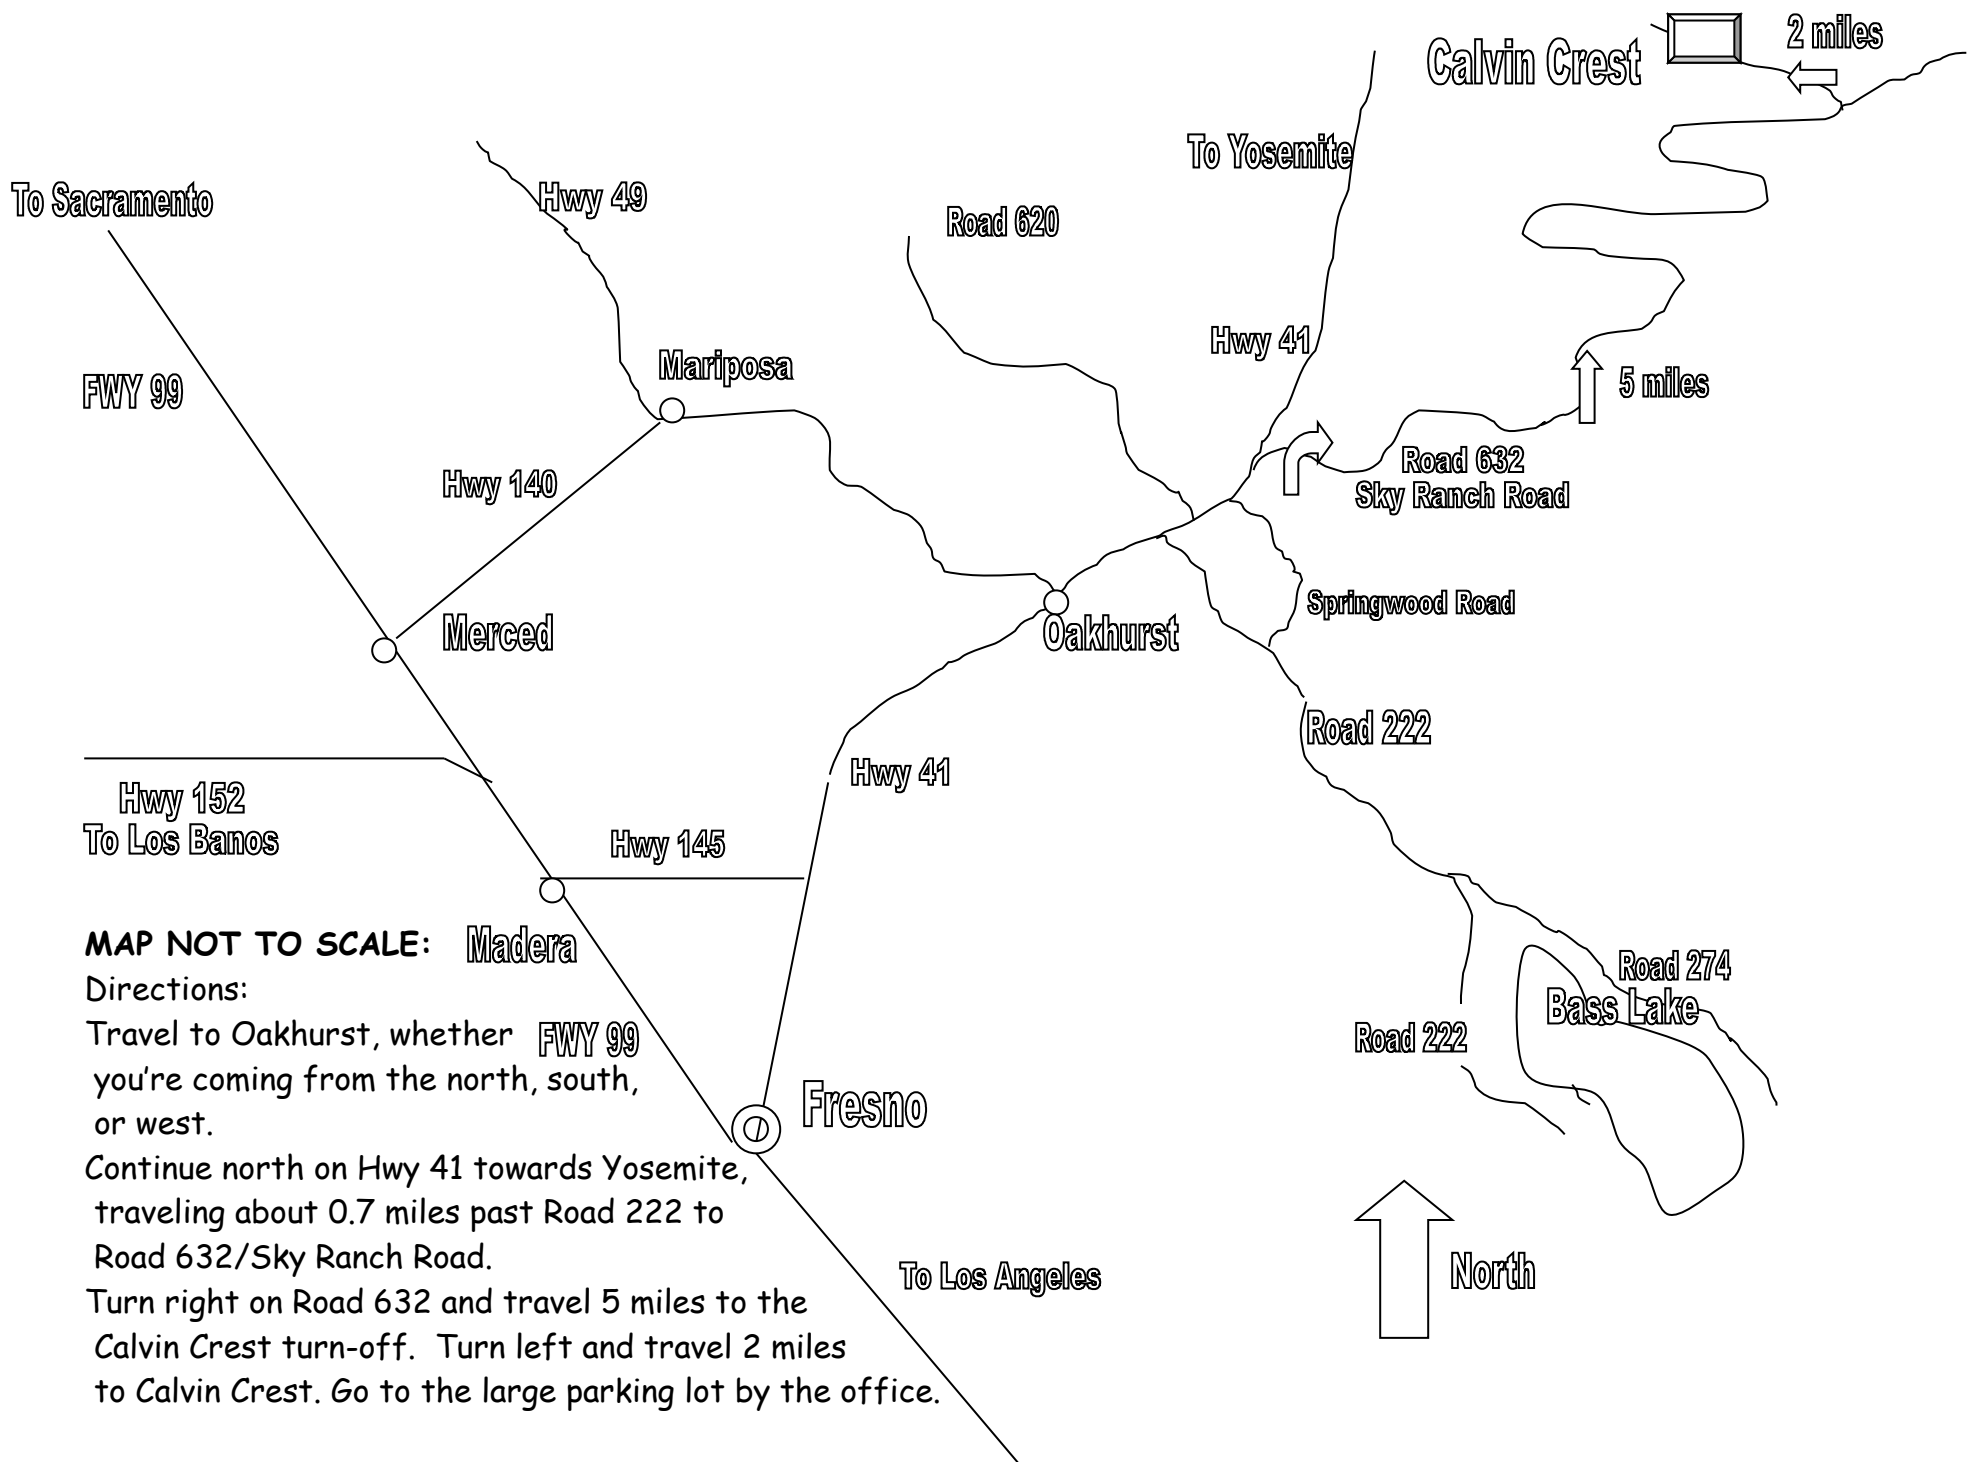 Calvin Crest
2 miles
To Yosemite
To Sacramento
Hwy 49
Road 620
Hwy 41
Mariposa
FWY 99
5 miles
Road 632
Sky Ranch Road
Hwy 140
Springwood Road
Merced
Oakhurst
Road 222
Hwy 41
Hwy 152
To Los Banos
Hwy 145
Madera
Road 274
Bass Lake
Road 222
FWY 99
Fresno
North
To Los Angeles
MAP NOT TO SCALE:
Directions:
Travel to Oakhurst, whether
you're coming from the north, south,
or west.
Continue north on Hwy 41 towards Yosemite,
traveling about 0.7 miles past Road 222 to
Road 632/Sky Ranch Road.
Turn right on Road 632 and travel 5 miles to the
Calvin Crest turn-off.  Turn left and travel 2 miles
to Calvin Crest. Go to the large parking lot by the office.